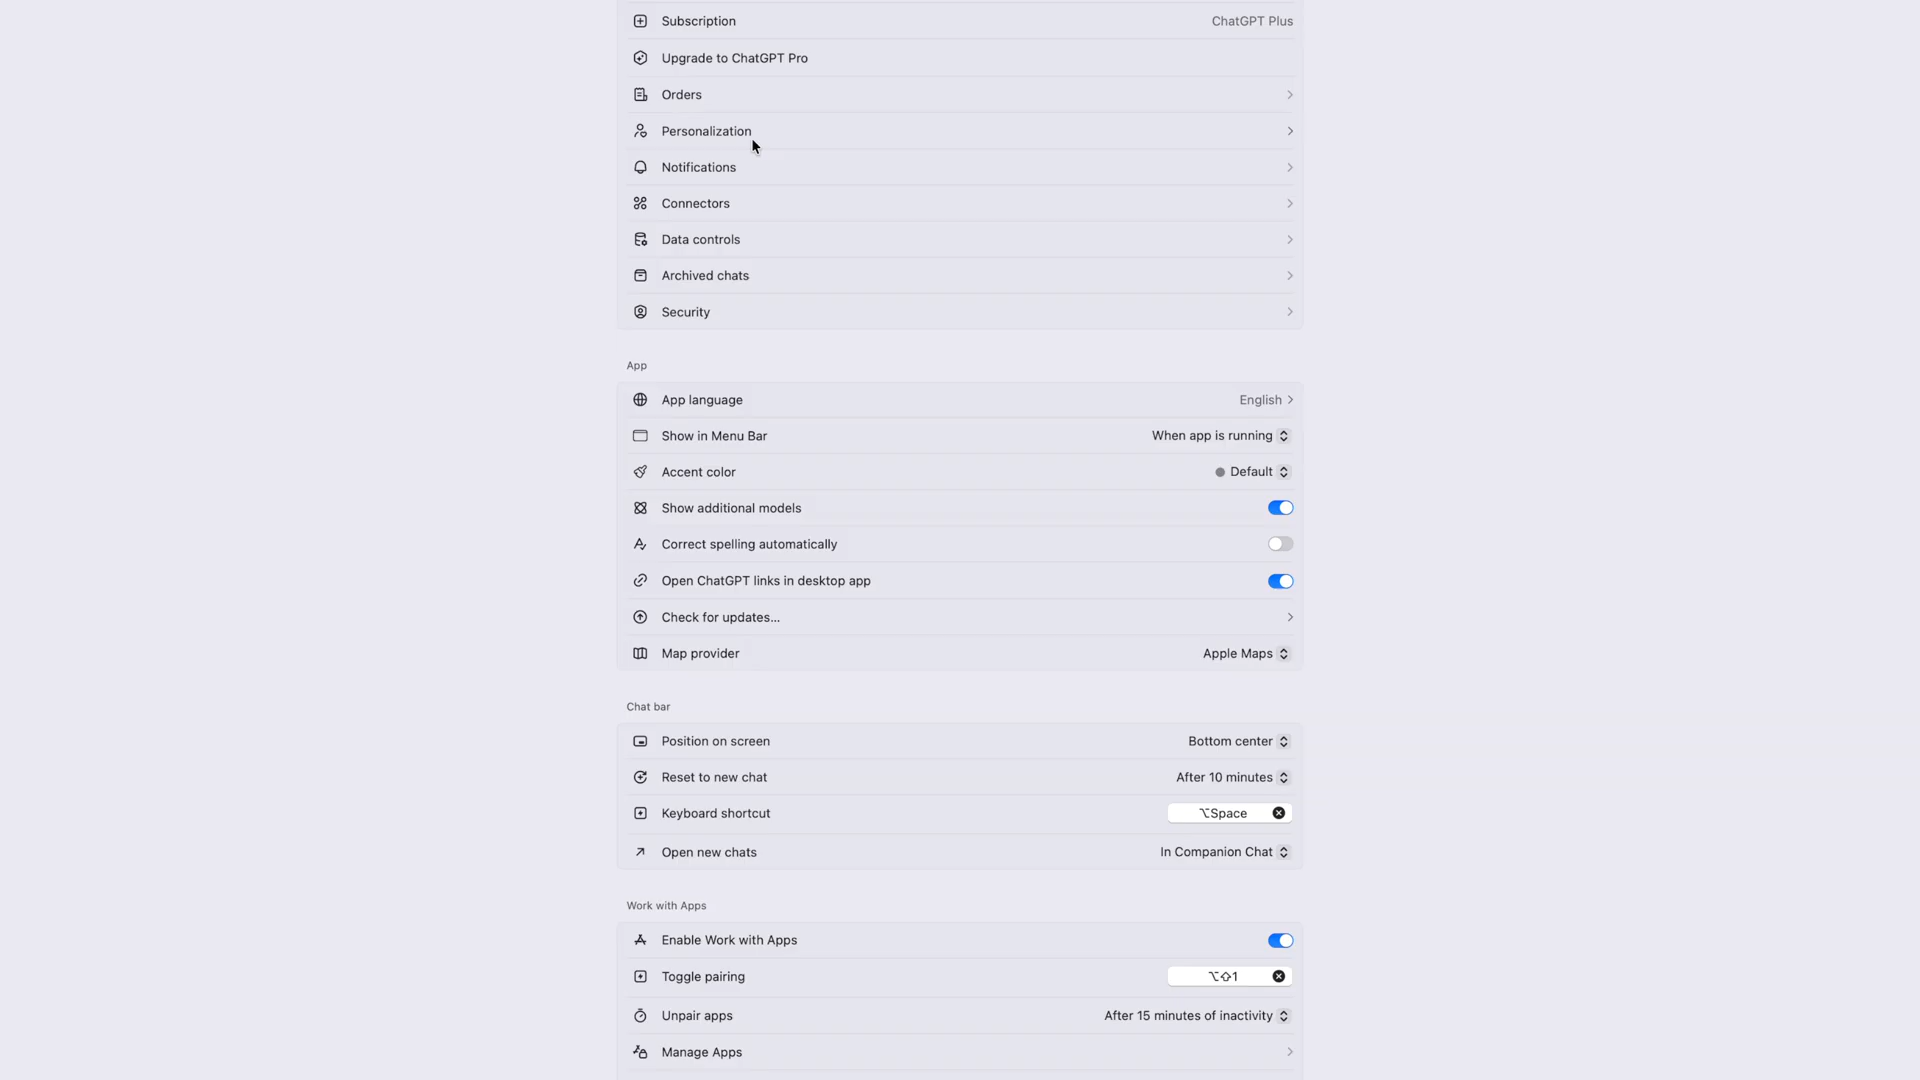 Subscription ChatGPT Plus
Upgrade to ChatGPT Pro
Orders
Personalization
Notifications
Connectors
Data controls
Archived chats
Security
App
App language English
Show in Menu Bar When app is running
Accent color Default
Show additional models
Correct spelling automatically
Open ChatGPT links in desktop app
Check for updates...
Map provider Apple Maps
Chat bar
Position on screen Bottom center
Reset to new chat After 10 minutes
Keyboard shortcut ⌥Space
Open new chats In Companion Chat
Work with Apps
Enable Work with Apps
Toggle pairing ⌥⇧1
Unpair apps After 15 minutes of inactivity
Manage Apps